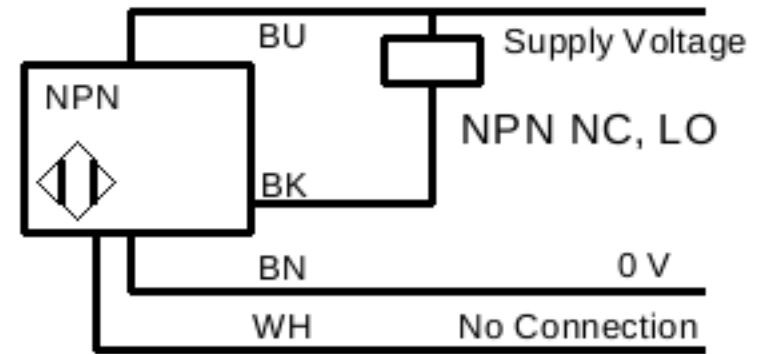 BU
Supply Voltage
NPN
NPN NC, LO
BK
BN
0 V
WH
No Connection